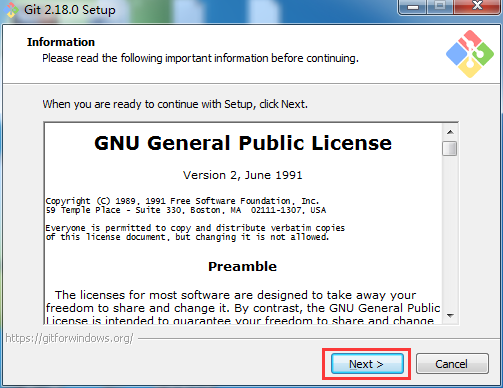 Git 2.18.0 Setup
Information
Please read the following important information before continuing.
When you are ready to continue with Setup, click Next.
GNU General Public License
Version 2, June 1991
Copyright (C) 1989, 1991 Free Software Foundation, Inc.
59 Temple Place - Suite 330, Boston, MA  02111-1307, USA
Everyone is permitted to copy and distribute verbatim copies
of this license document, but changing it is not allowed.
Preamble
The licenses for most software are designed to take away your
freedom to share and change it. By contrast, the GNU General Public
License is intended to guarantee your freedom to share and change
https://gitforwindows.org/
Next >
Cancel